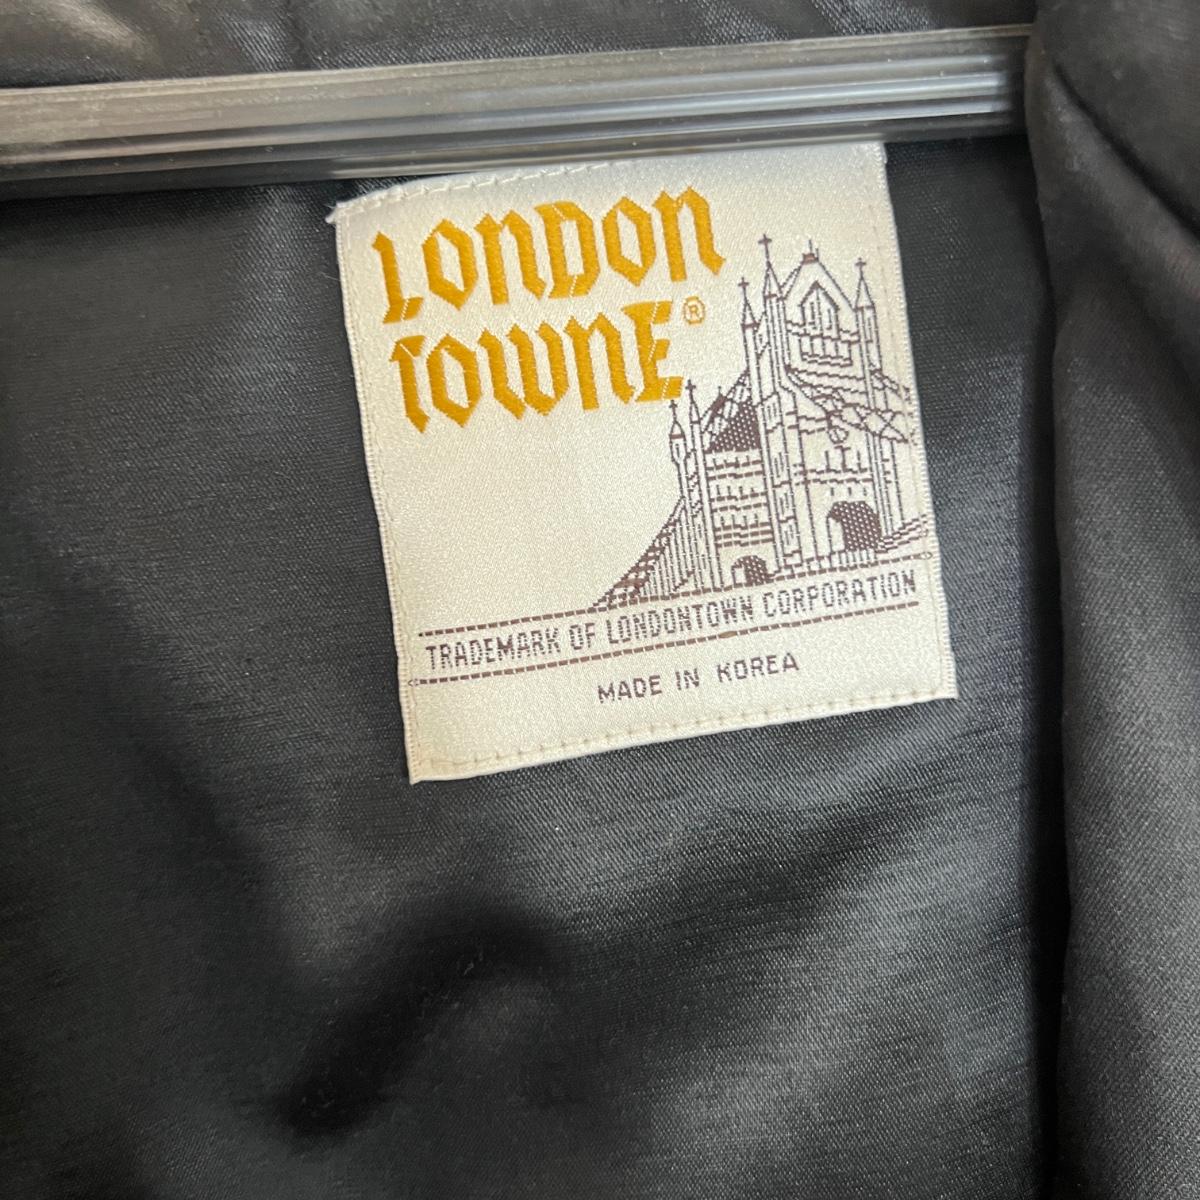 LONDON
TOWNE®
TRADEMARK OF LONDONTOWN CORPORATION
MADE IN KOREA